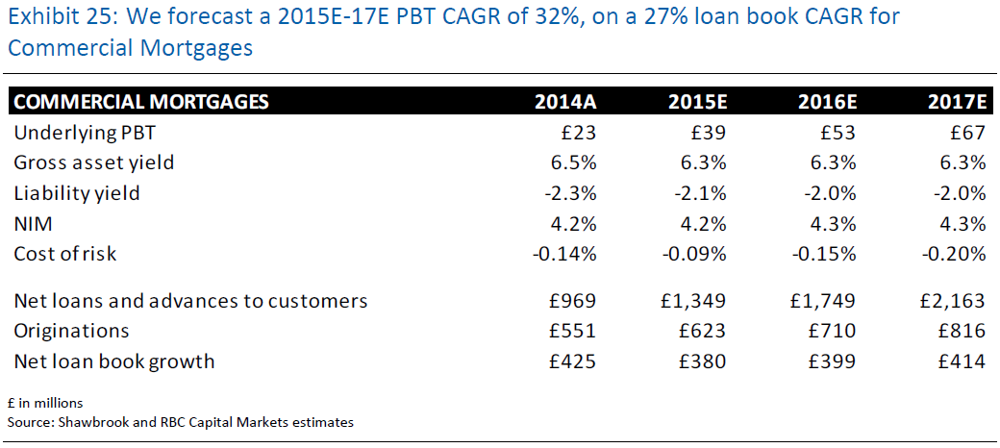 Exhibit 25: We forecast a 2015E-17E PBT CAGR of 32%, on a 27% loan book CAGR for
Commercial Mortgages
COMMERCIAL MORTGAGES 2014A 2015E 2016E 2017E
Underlying PBT £23 £39 £53 £67
Gross asset yield 6.5% 6.3% 6.3% 6.3%
Liability yield -2.3% -2.1% -2.0% -2.0%
NIM 4.2% 4.2% 4.3% 4.3%
Cost of risk -0.14% -0.09% -0.15% -0.20%
Net loans and advances to customers £969 £1,349 £1,749 £2,163
Originations £551 £623 £710 £816
Net loan book growth £425 £380 £399 £414
£ in millions
Source: Shawbrook and RBC Capital Markets estimates